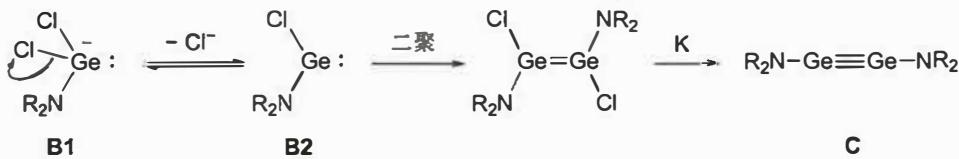 Cl
Cl
Ge
−
:
R₂N
B1
− Cl⁻
Cl
Ge :
R₂N
B2
二聚
Cl
NR₂
Ge=Ge
R₂N
Cl
K
R₂N−Ge≡Ge−NR₂
C